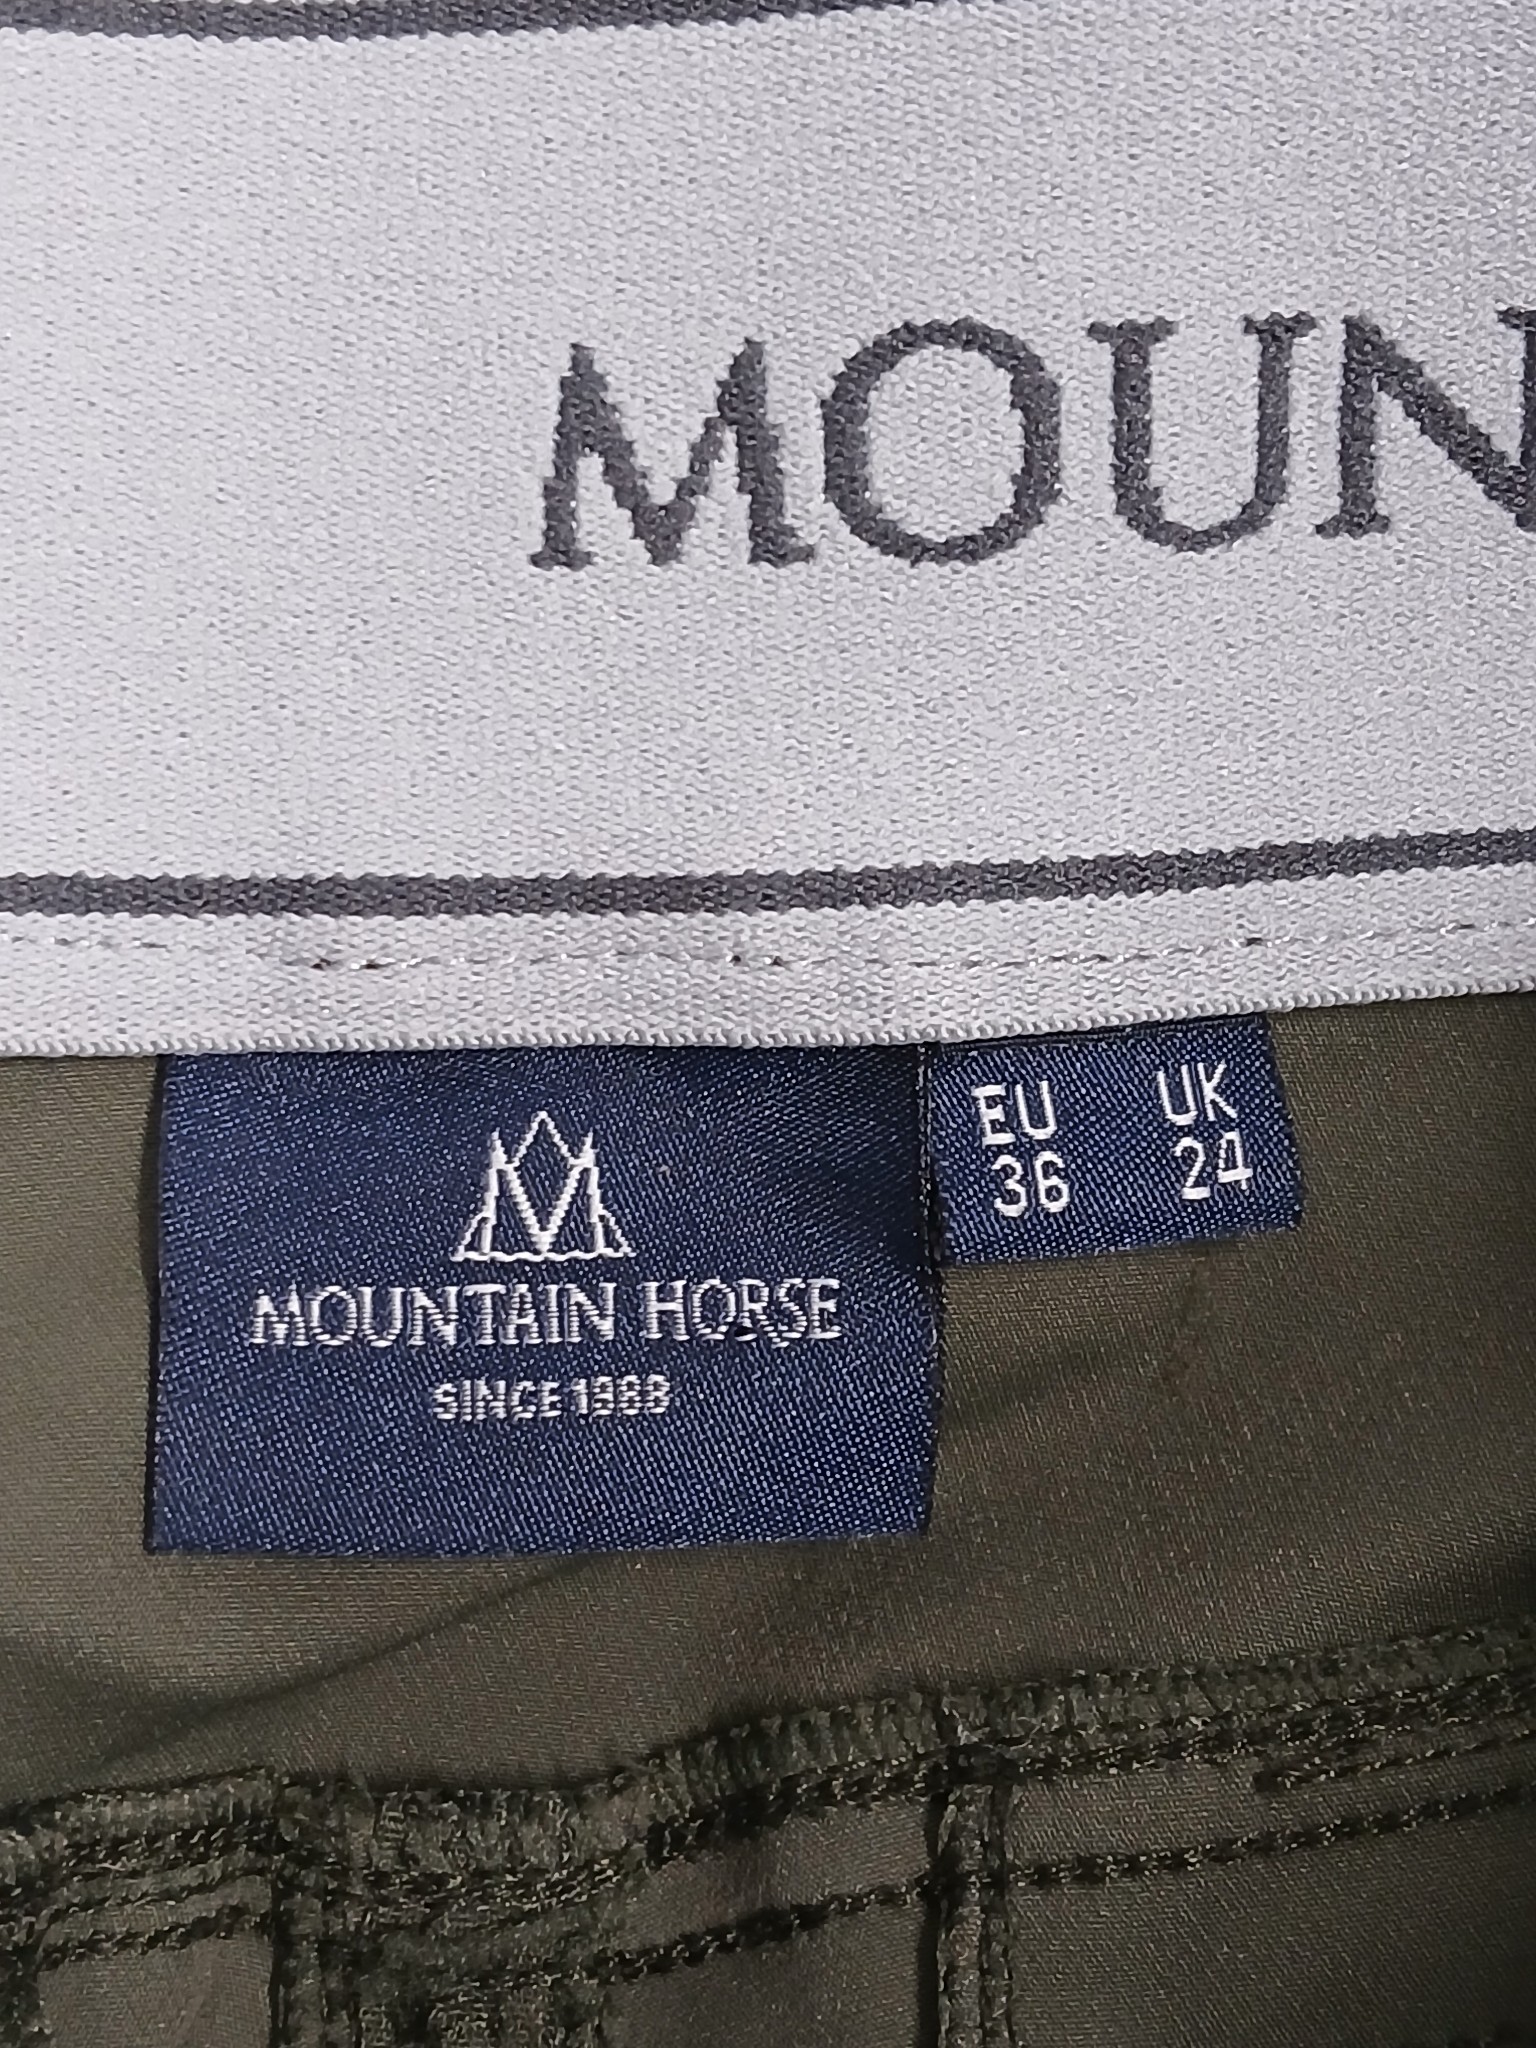 MOUN
MOUNTAIN HORSE
SINCE 1988
EU UK
36 24